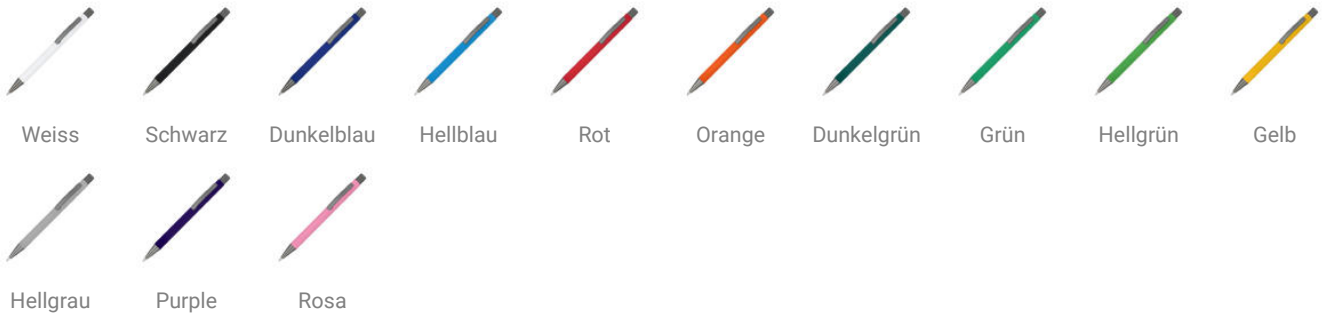 Weiss Schwarz Dunkelblau Hellblau Rot Orange Dunkelgrün Grün Hellgrün Gelb
Hellgrau Purple Rosa